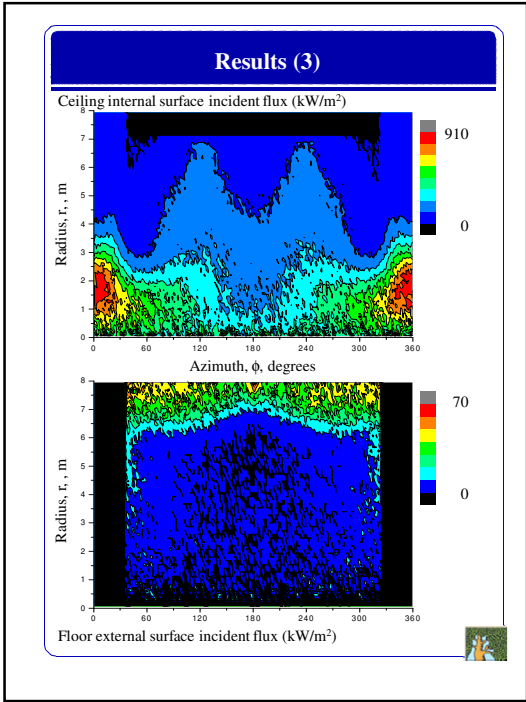 Results (3)
Ceiling internal surface incident flux (kW/m²)
8
7
6
5
4
3
2
1
0
Radius, r, , m
0 60 120 180 240 300 360
Azimuth, ϕ, degrees
910
0
8
7
6
5
4
3
2
1
0
Radius, r, , m
0 60 120 180 240 300 360
70
0
Floor external surface incident flux (kW/m²)